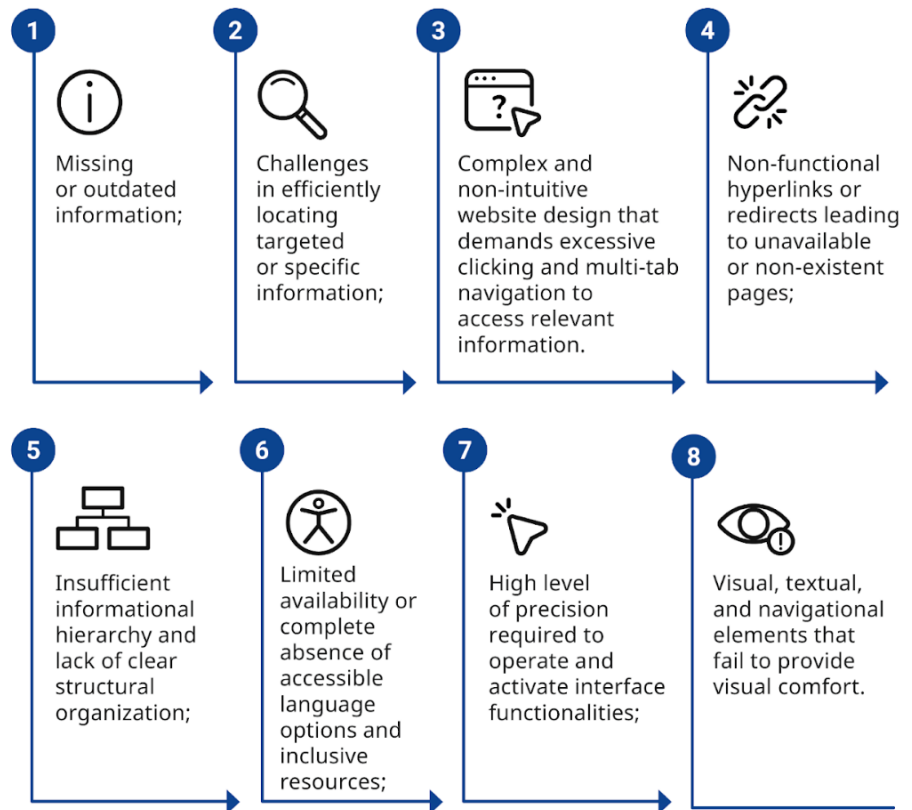 1
Missing
or outdated
information;
2
Challenges
in efficiently
locating
targeted
or specific
information;
3
?
Complex and
non-intuitive
website design that
demands excessive
clicking and multi-tab
navigation to
access relevant
information.
4
Non-functional
hyperlinks or
redirects leading
to unavailable
or non-existent
pages;
5
Insufficient
informational
hierarchy and
lack of clear
structural
organization;
6
Limited
availability or
complete
absence of
accessible
language
options and
inclusive
resources;
7
High level
of precision
required to
operate and
activate interface
functionalities;
8
Visual, textual,
and navigational
elements that
fail to provide
visual comfort.